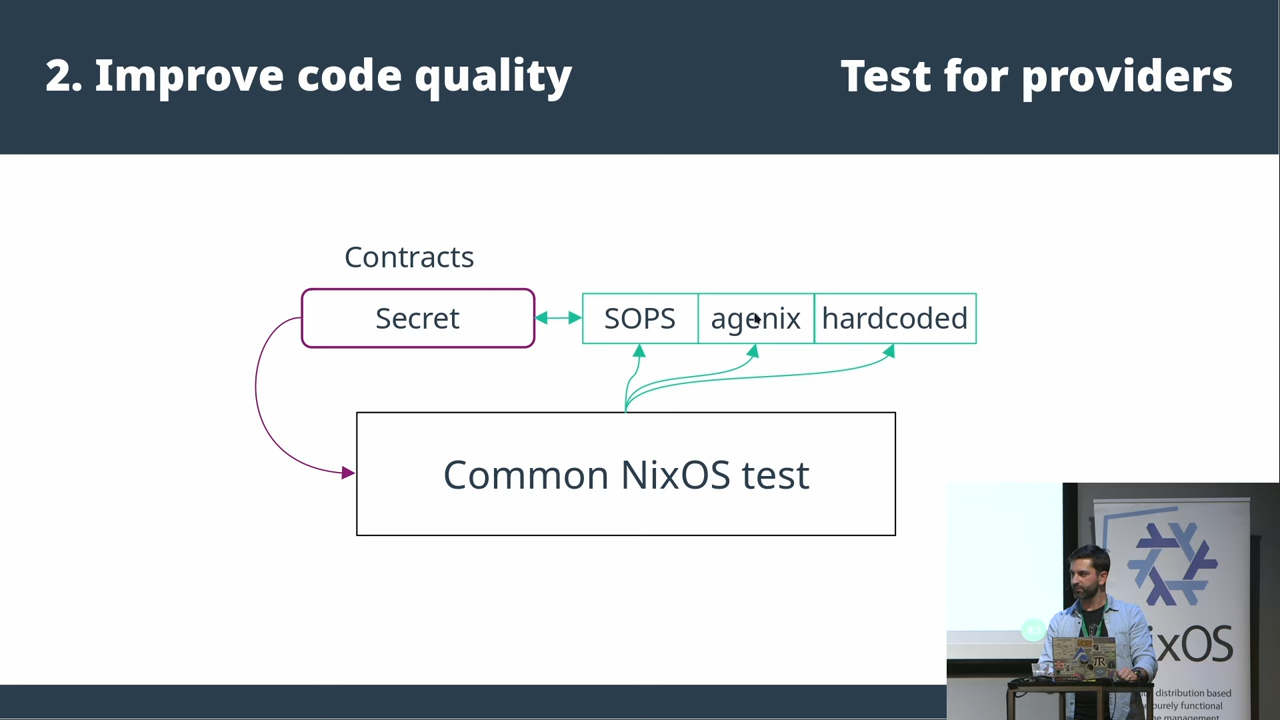 2. Improve code quality
Test for providers
Contracts
Secret
SOPS
agenix
hardcoded
Common NixOS test
ixOS
distribution based
purely functional
management